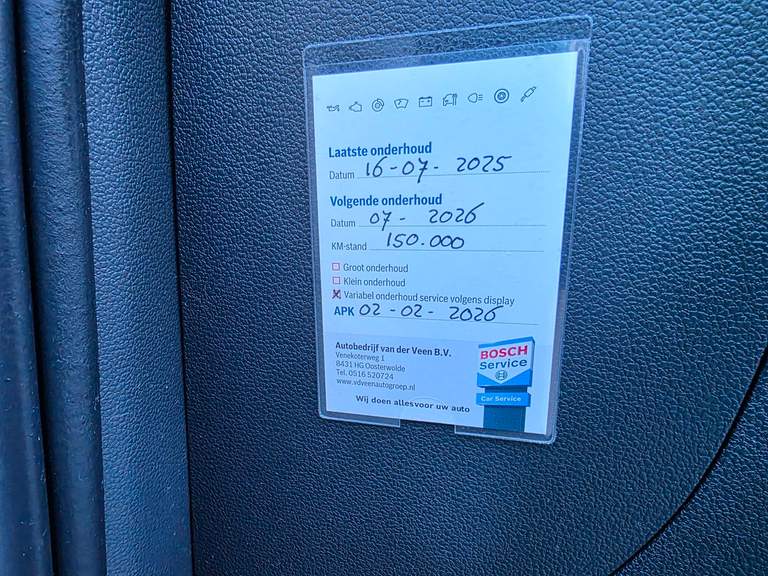 Laatste onderhoud
Datum 16-07-2025
Volgende onderhoud
Datum 07-2026
KM-stand 150.000
Groot onderhoud
Klein onderhoud
Variabel onderhoud service volgens display
APK 02-02-2026
Autobedrijf van der Veen B.V.
Venekoterweg 1
8431 HG Oosterwolde
Tel. 0516 520724
www.vdveenautogroep.nl
Wij doen allesvoor uw auto
BOSCH
Service
Car Service